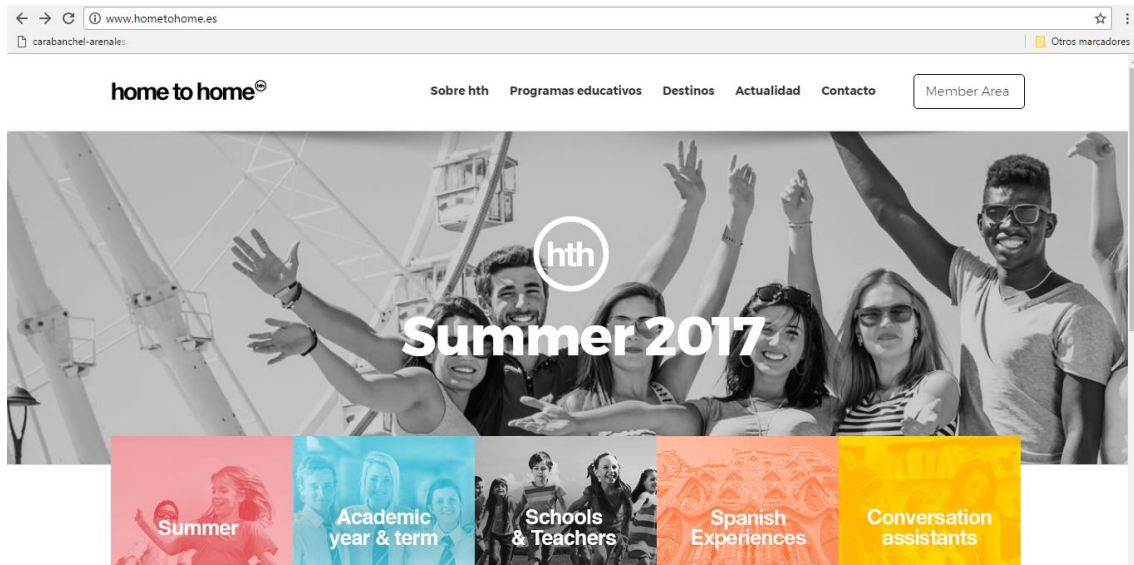 www.hometohome.es
carabanchel-arenales
Otros marcadores
home to home hth
Sobre hth Programas educativos Destinos Actualidad Contacto Member Area
hth
Summer 2017
Summer
Academic
year & term
Schools
& Teachers
Spanish
Experiences
Conversation
assistants